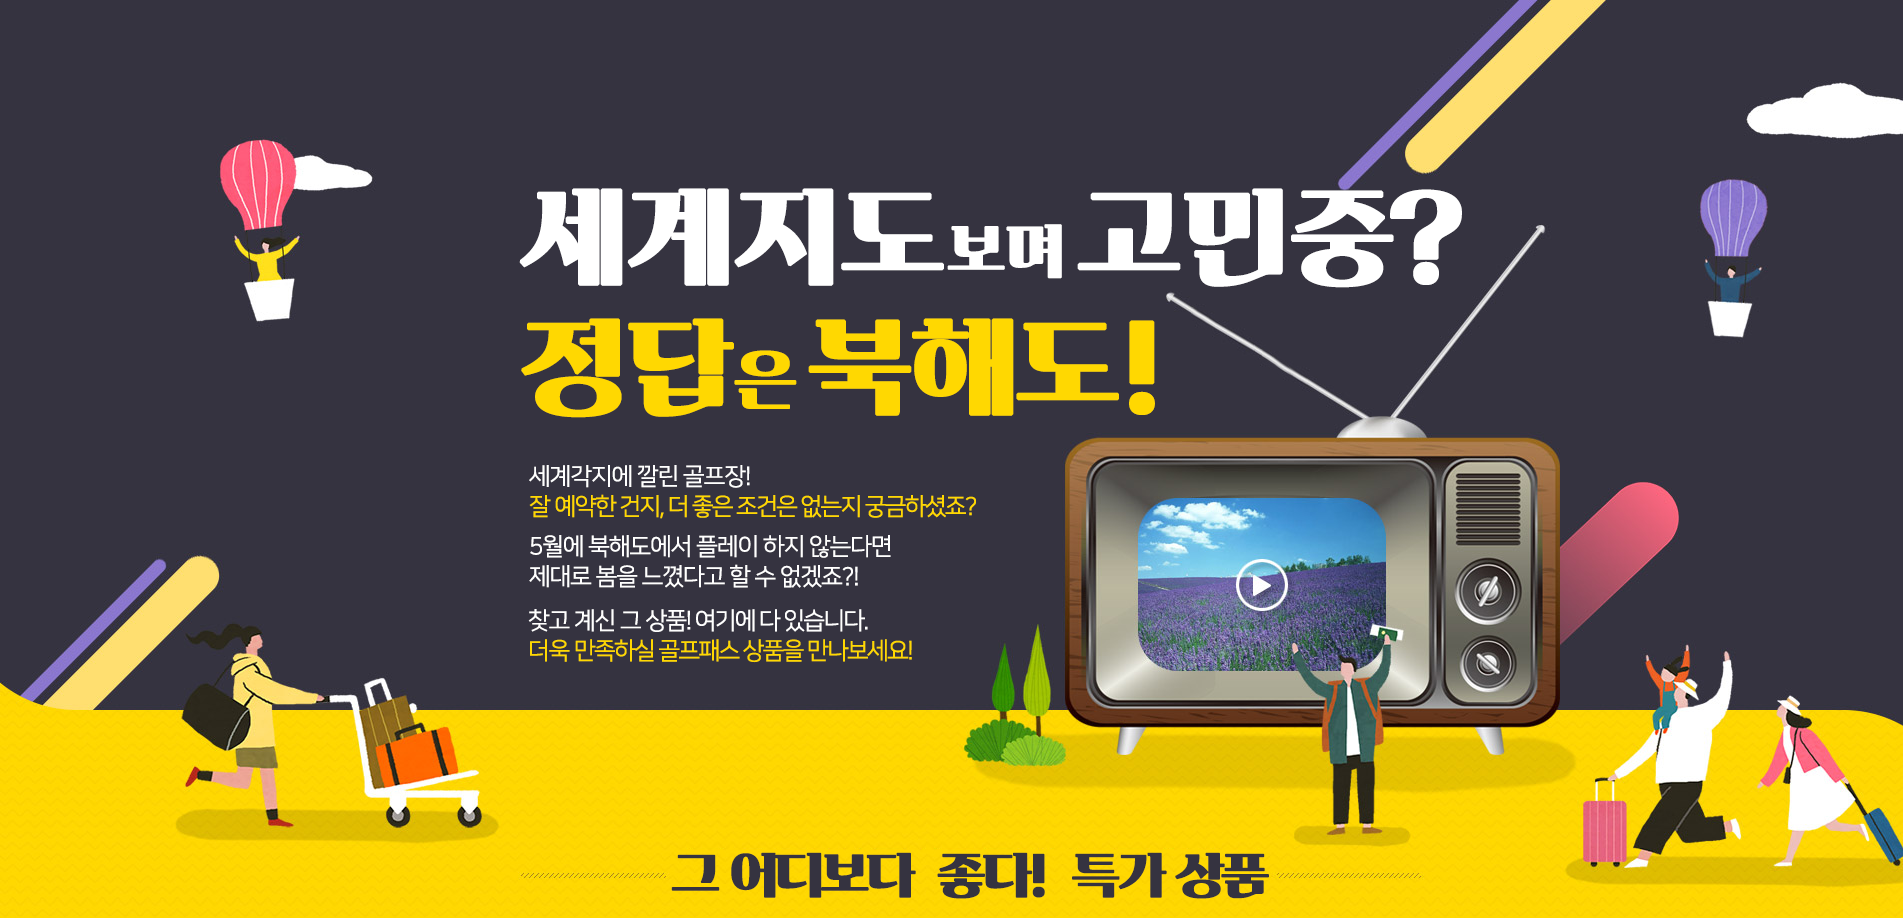 세계지도보며 고민중?
정답은 북해도!
세계각지에 깔린 골프장!
잘 예약한 건지, 더 좋은 조건은 없는지 궁금하셨죠?
5월에 북해도에서 플레이 하지 않는다면
제대로 봄을 느꼈다고 할 수 없겠죠?!
찾고 계신 그 상품! 여기에 다 있습니다.
더욱 만족하실 골프패스 상품을 만나보세요!
그 어디보다 좋다! 특가 상품